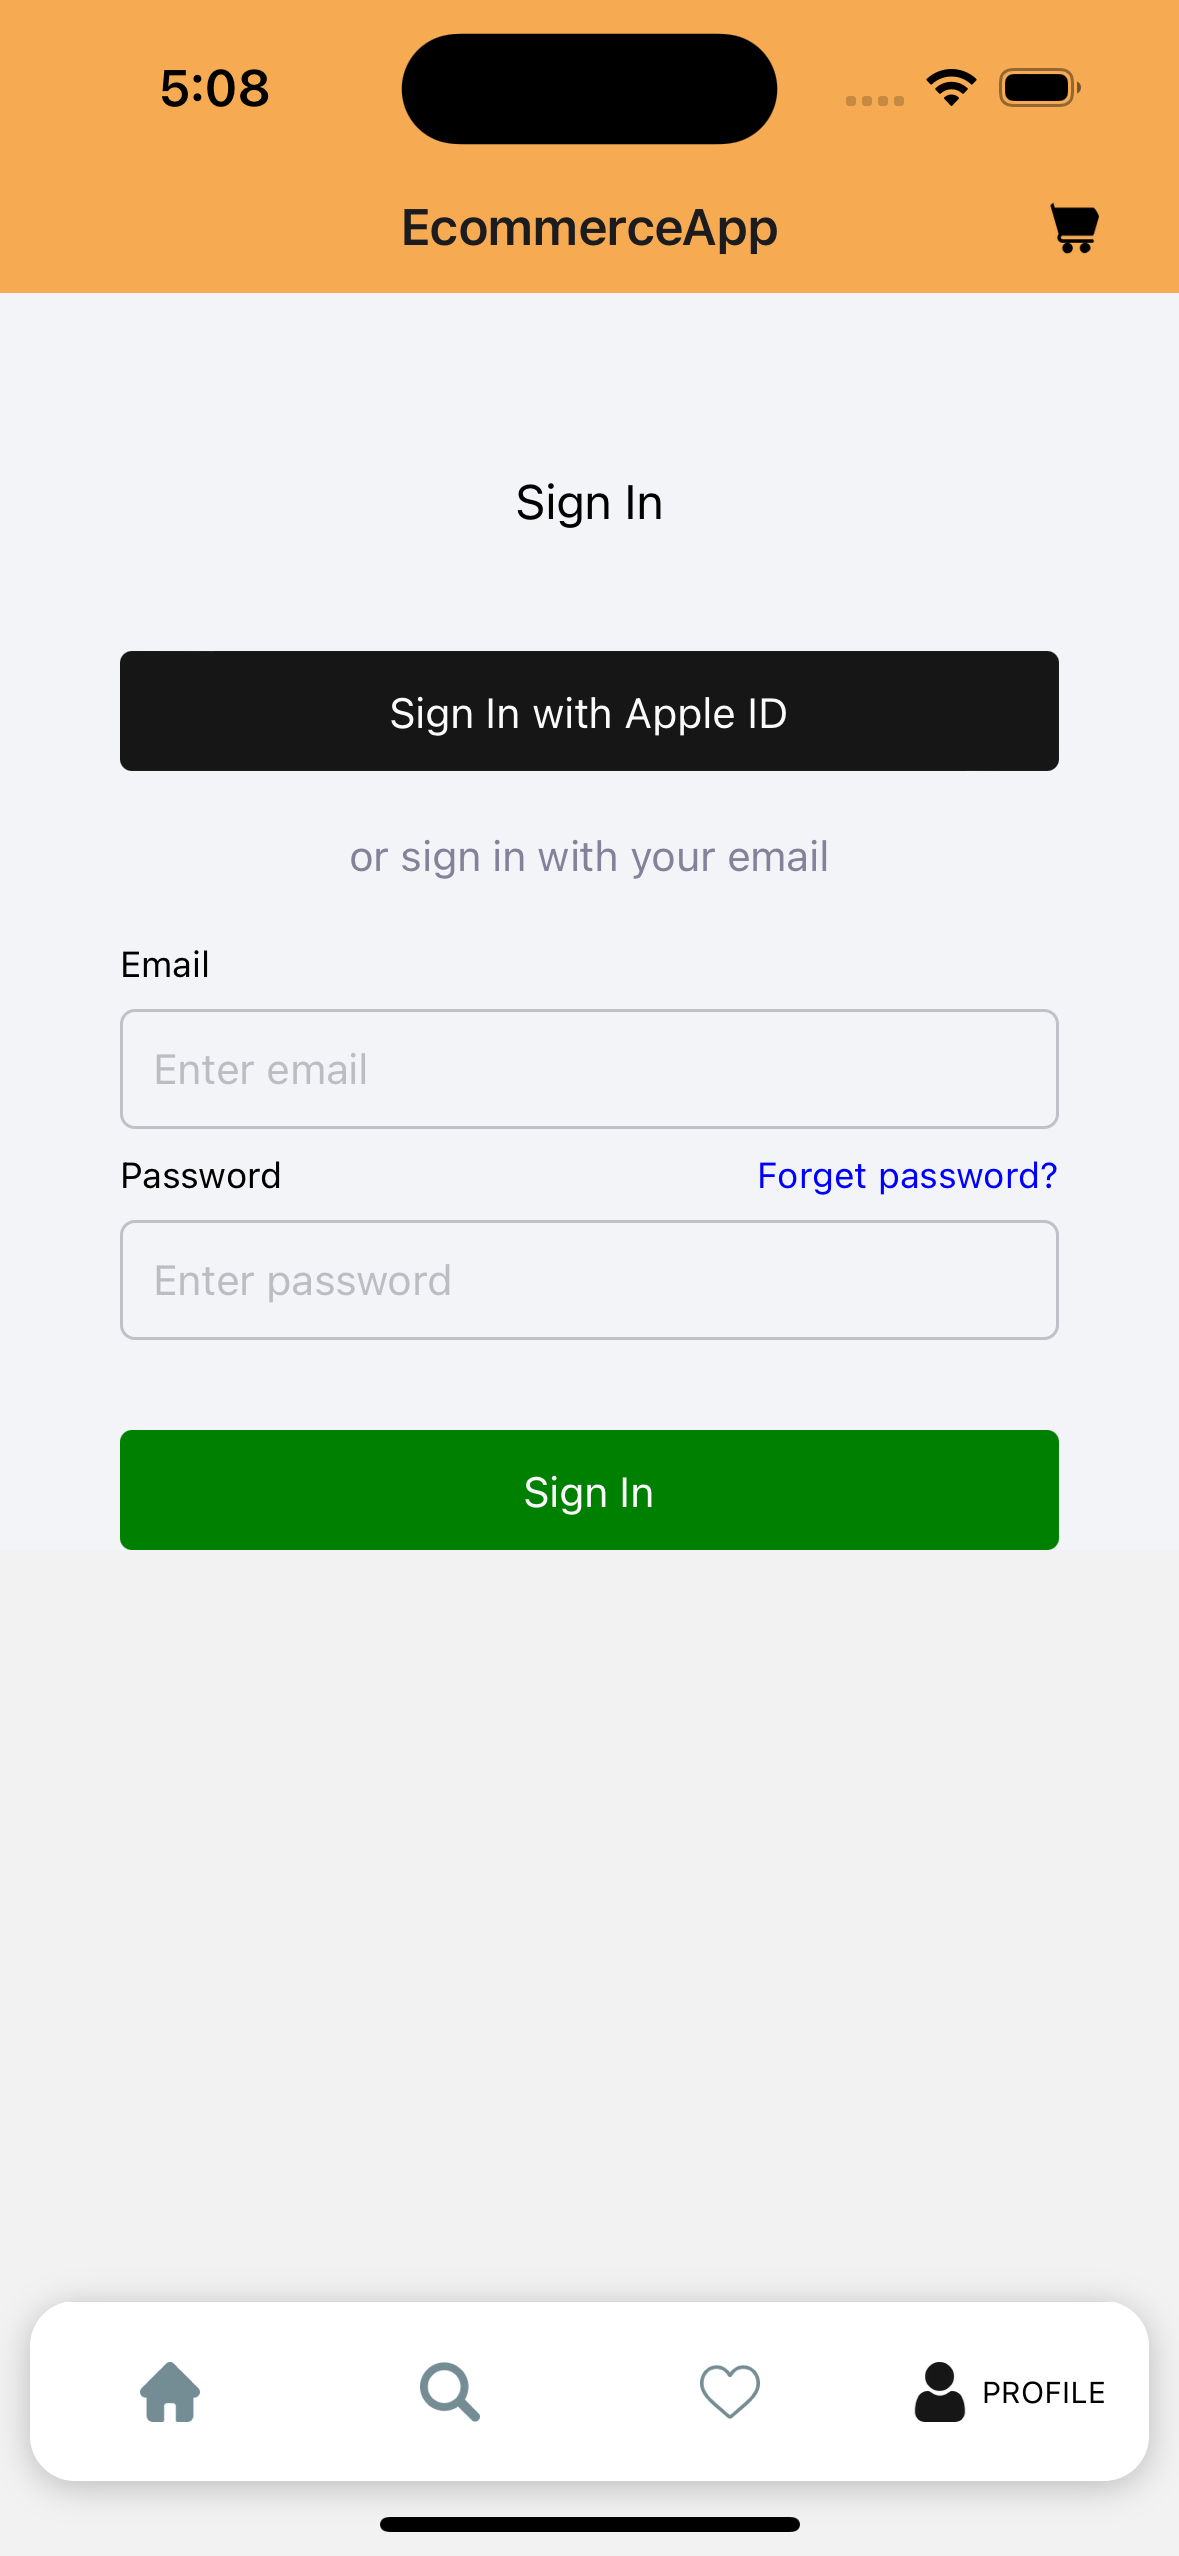 5:08
EcommerceApp
Sign In
Sign In with Apple ID
or sign in with your email
Email
Enter email
Password Forget password?
Enter password
Sign In
PROFILE